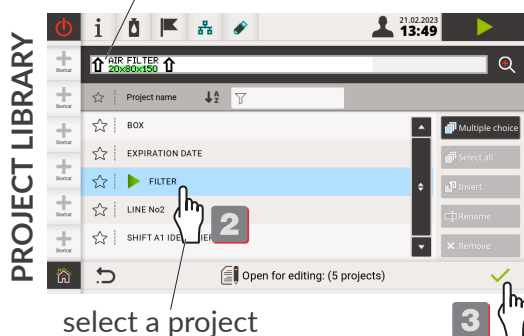 PROJECT LIBRARY
i
21.02.2023
13:49
Shortcut
AIR FILTER
20x80x150
Shortcut
Project name
A
Z
Shortcut
BOX
Multiple choice
EXPIRATION DATE
Select all
Shortcut
FILTER
Invert
Shortcut
LINE No2
Rename
2
SHIFT A1
Remove
Shortcut
Open for editing: (5 projects)
select a project
3